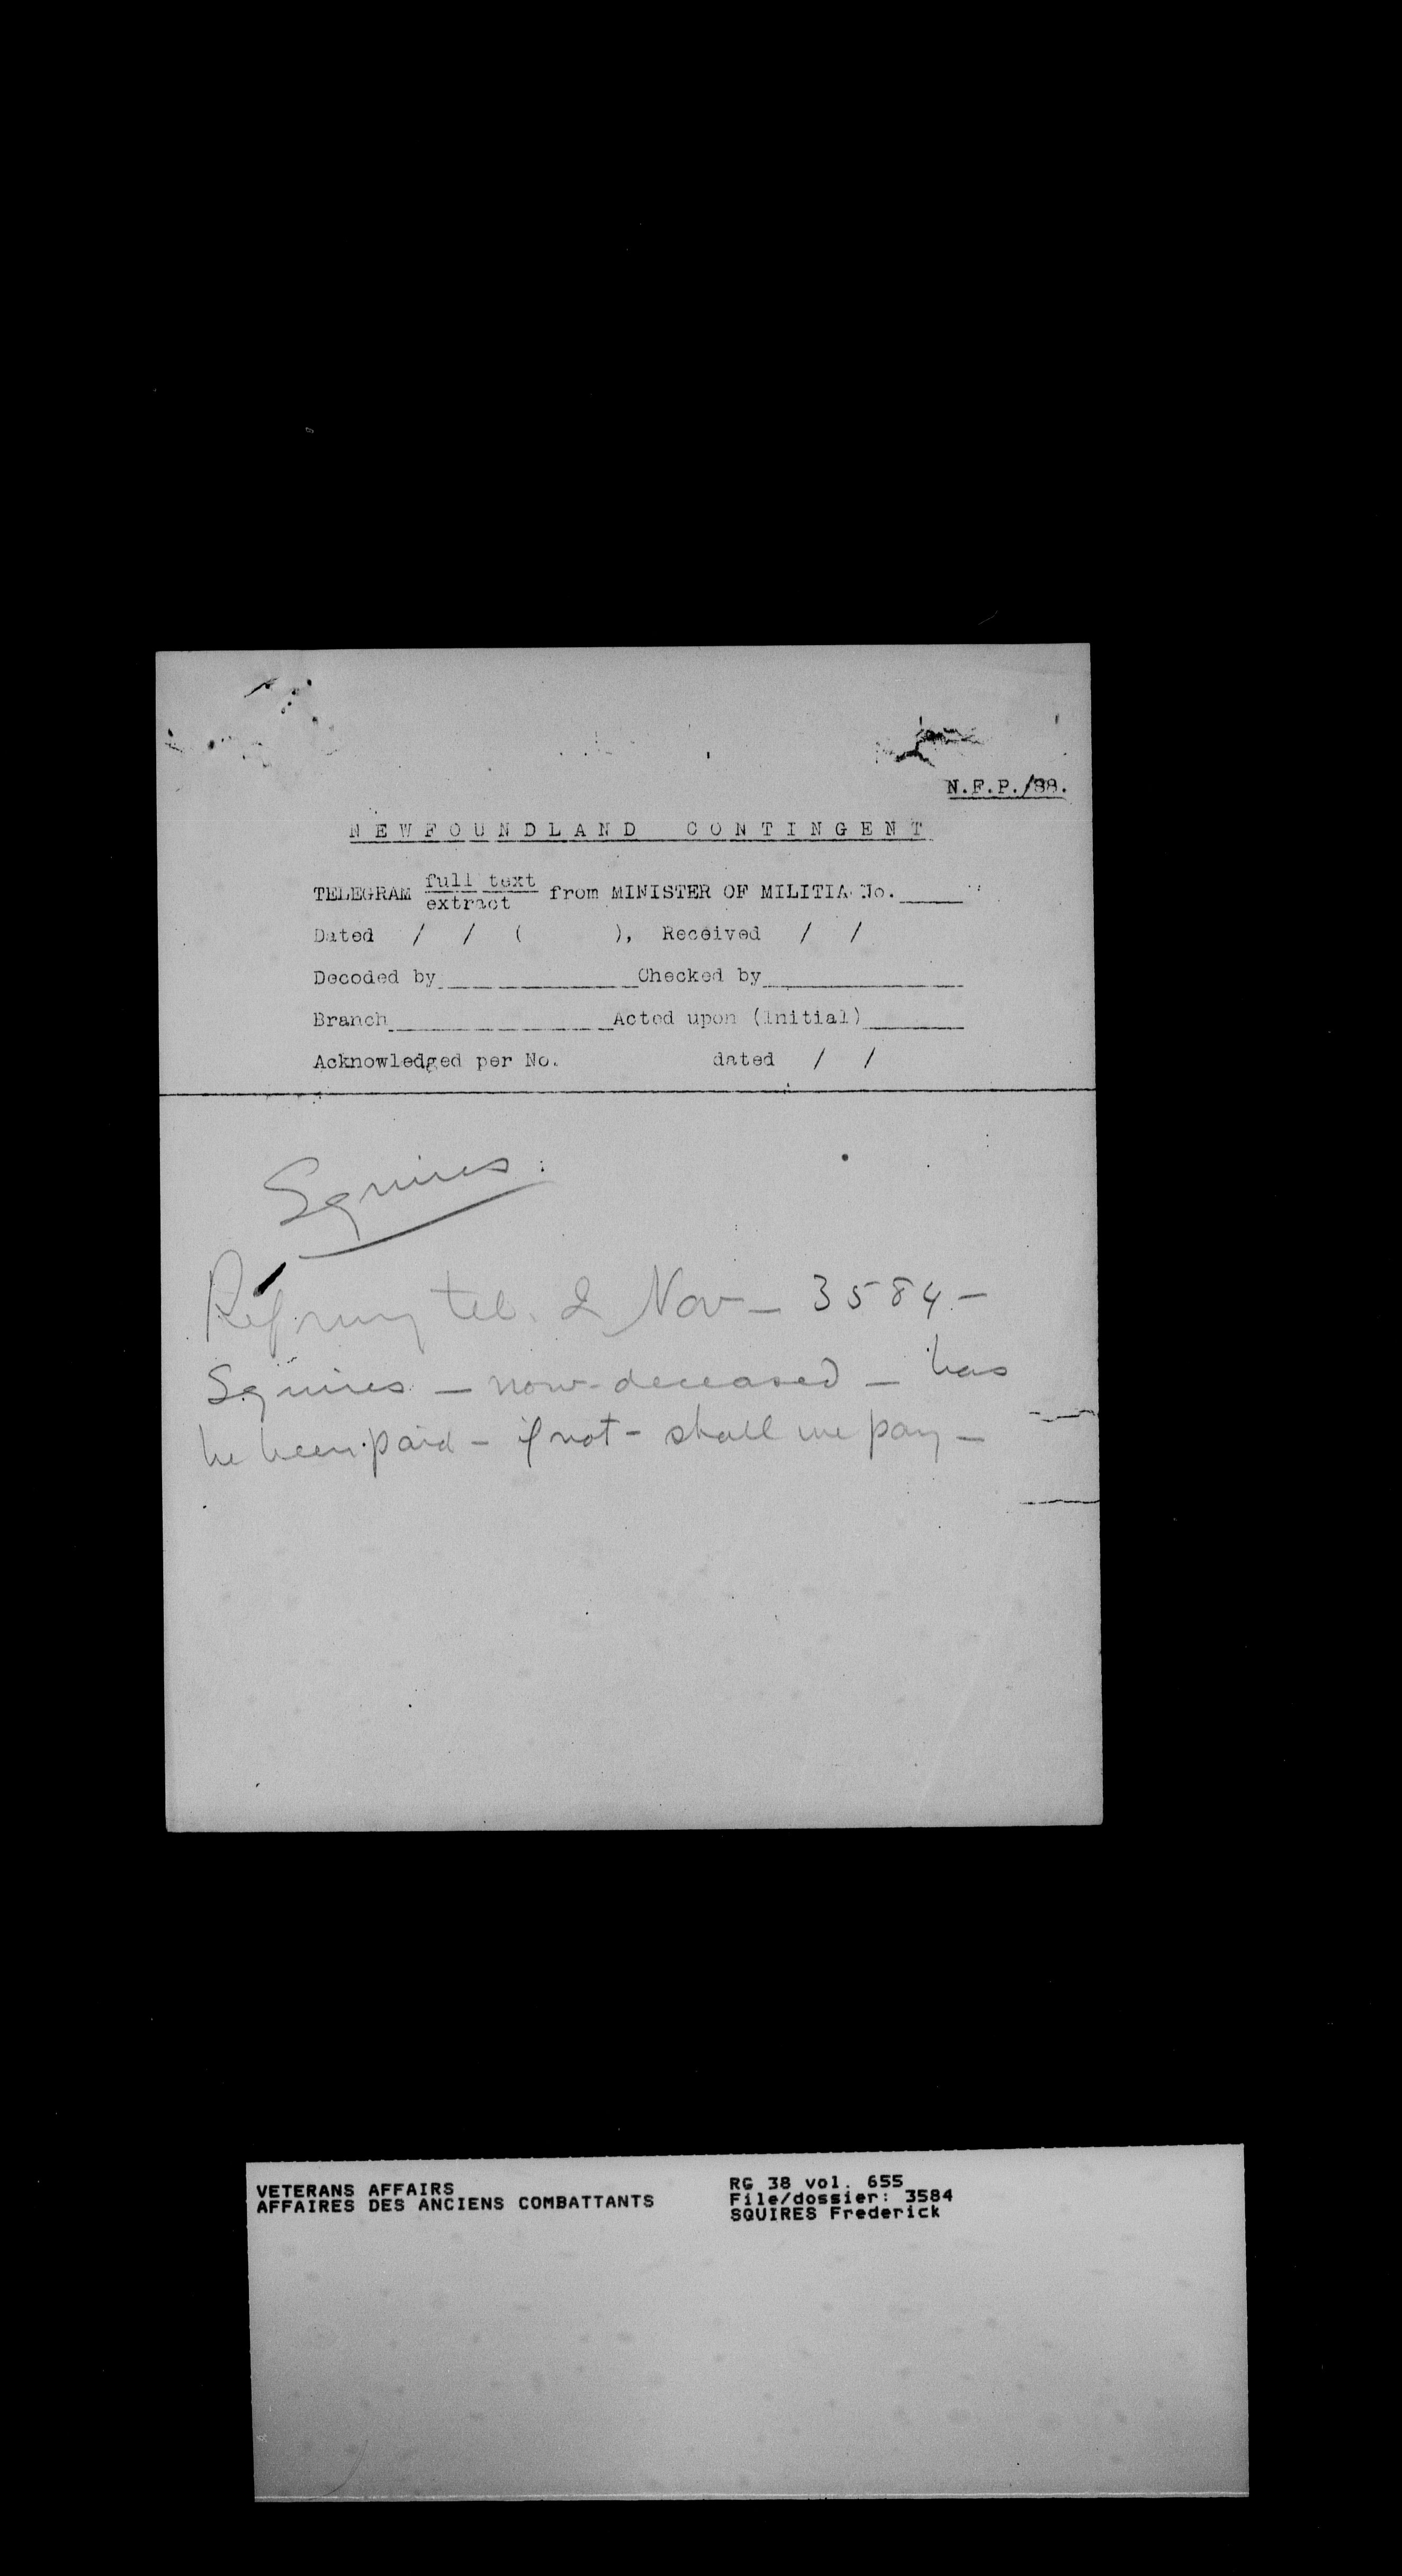 N.F.P./88.
NEWFOUNDLAND CONTINGENT
TELEGRAM full text from MINISTER OF MILITIA No.
extract
Dated / / ( ), Received / /
Decoded by Checked by
Branch Acted upon (Initial)
Acknowledged per No. dated / /
Squires:
Ref my tel. 2 Nov — 3584 —
Squires — now deceased — has
he been paid — if not — shall we pay —
VETERANS AFFAIRS
AFFAIRES DES ANCIENS COMBATTANTS
RG 38 vol. 655
File/dossier: 3584
SQUIRES Frederick